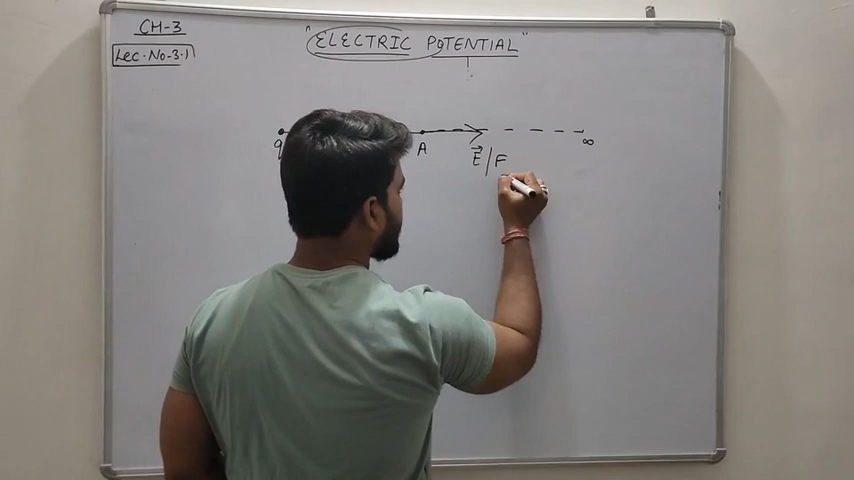 CH-3
Lec. No-3.1
"ELECTRIC POTENTIAL"
q A ∞
E⃗/F